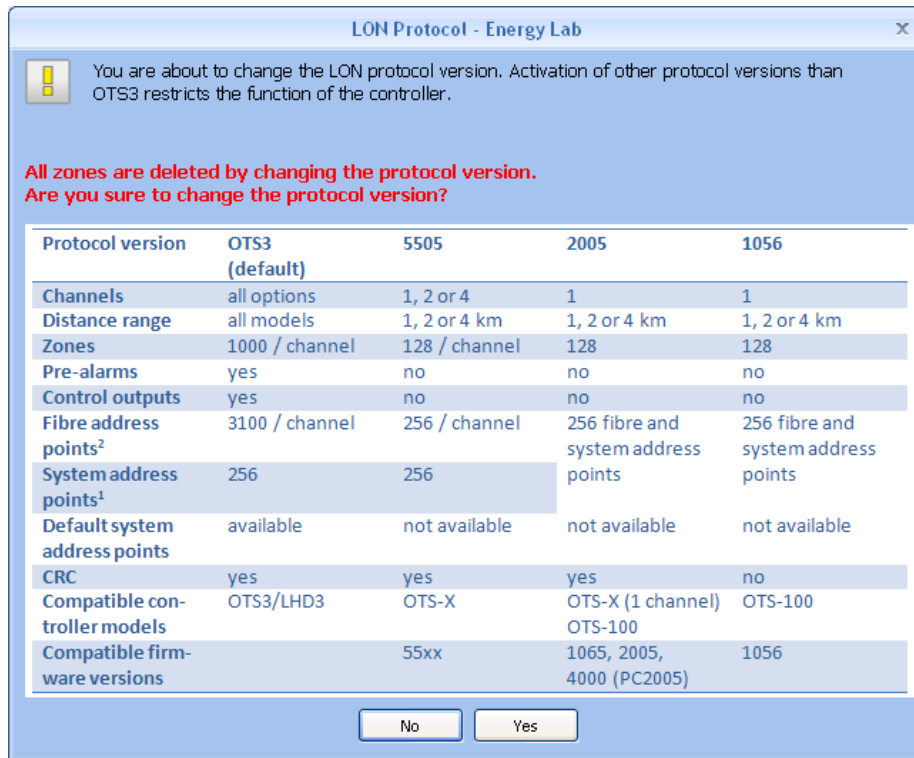 LON Protocol - Energy Lab
You are about to change the LON protocol version. Activation of other protocol versions than
OTS3 restricts the function of the controller.
All zones are deleted by changing the protocol version.
Are you sure to change the protocol version?
Protocol version OTS3 5505 2005 1056
(default)
Channels all options 1, 2 or 4 1 1
Distance range all models 1, 2 or 4 km 1, 2 or 4 km 1, 2 or 4 km
Zones 1000 / channel 128 / channel 128 128
Pre-alarms yes no no no
Control outputs yes no no no
Fibre address 3100 / channel 256 / channel 256 fibre and 256 fibre and
points² system address system address
System address 256 256 points points
points¹
Default system available not available not available not available
address points
CRC yes yes yes no
Compatible con- OTS3/LHD3 OTS-X OTS-X (1 channel) OTS-100
troller models OTS-100
Compatible firm- 55xx 1065, 2005, 1056
ware versions 4000 (PC2005)
No Yes